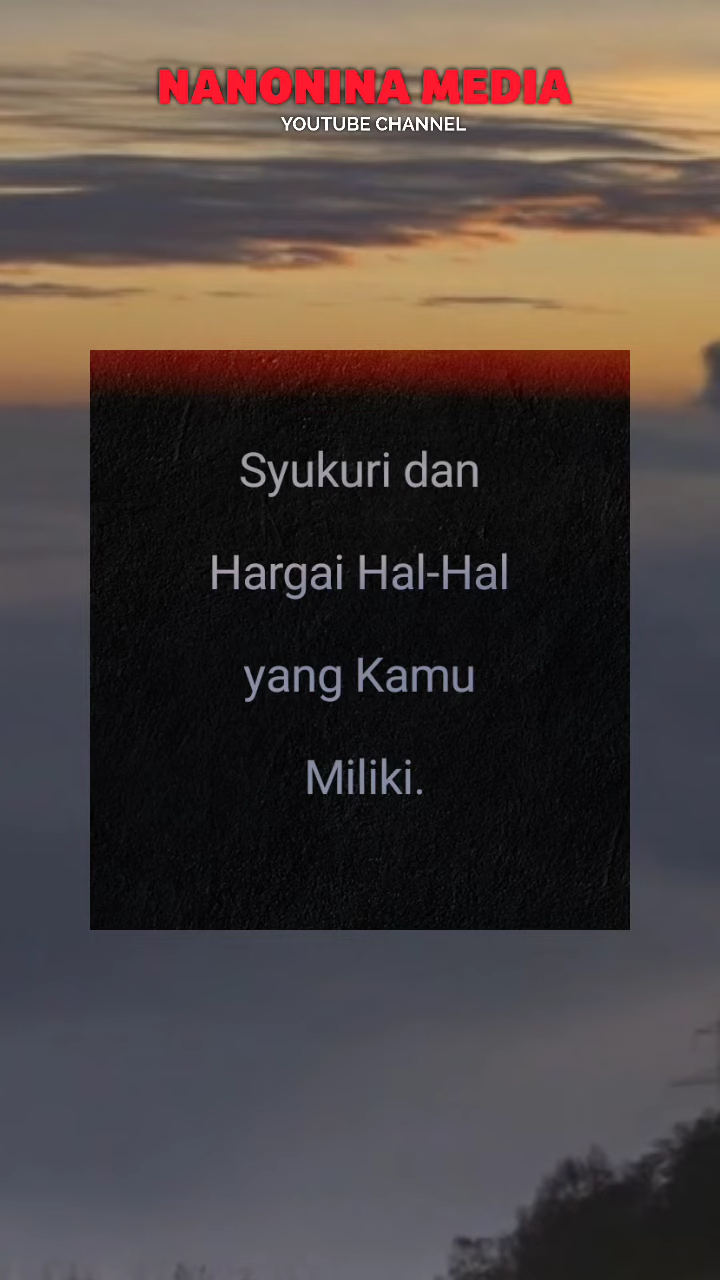 NANONINA MEDIA
YOUTUBE CHANNEL
Syukuri dan
Hargai Hal-Hal
yang Kamu
Miliki.